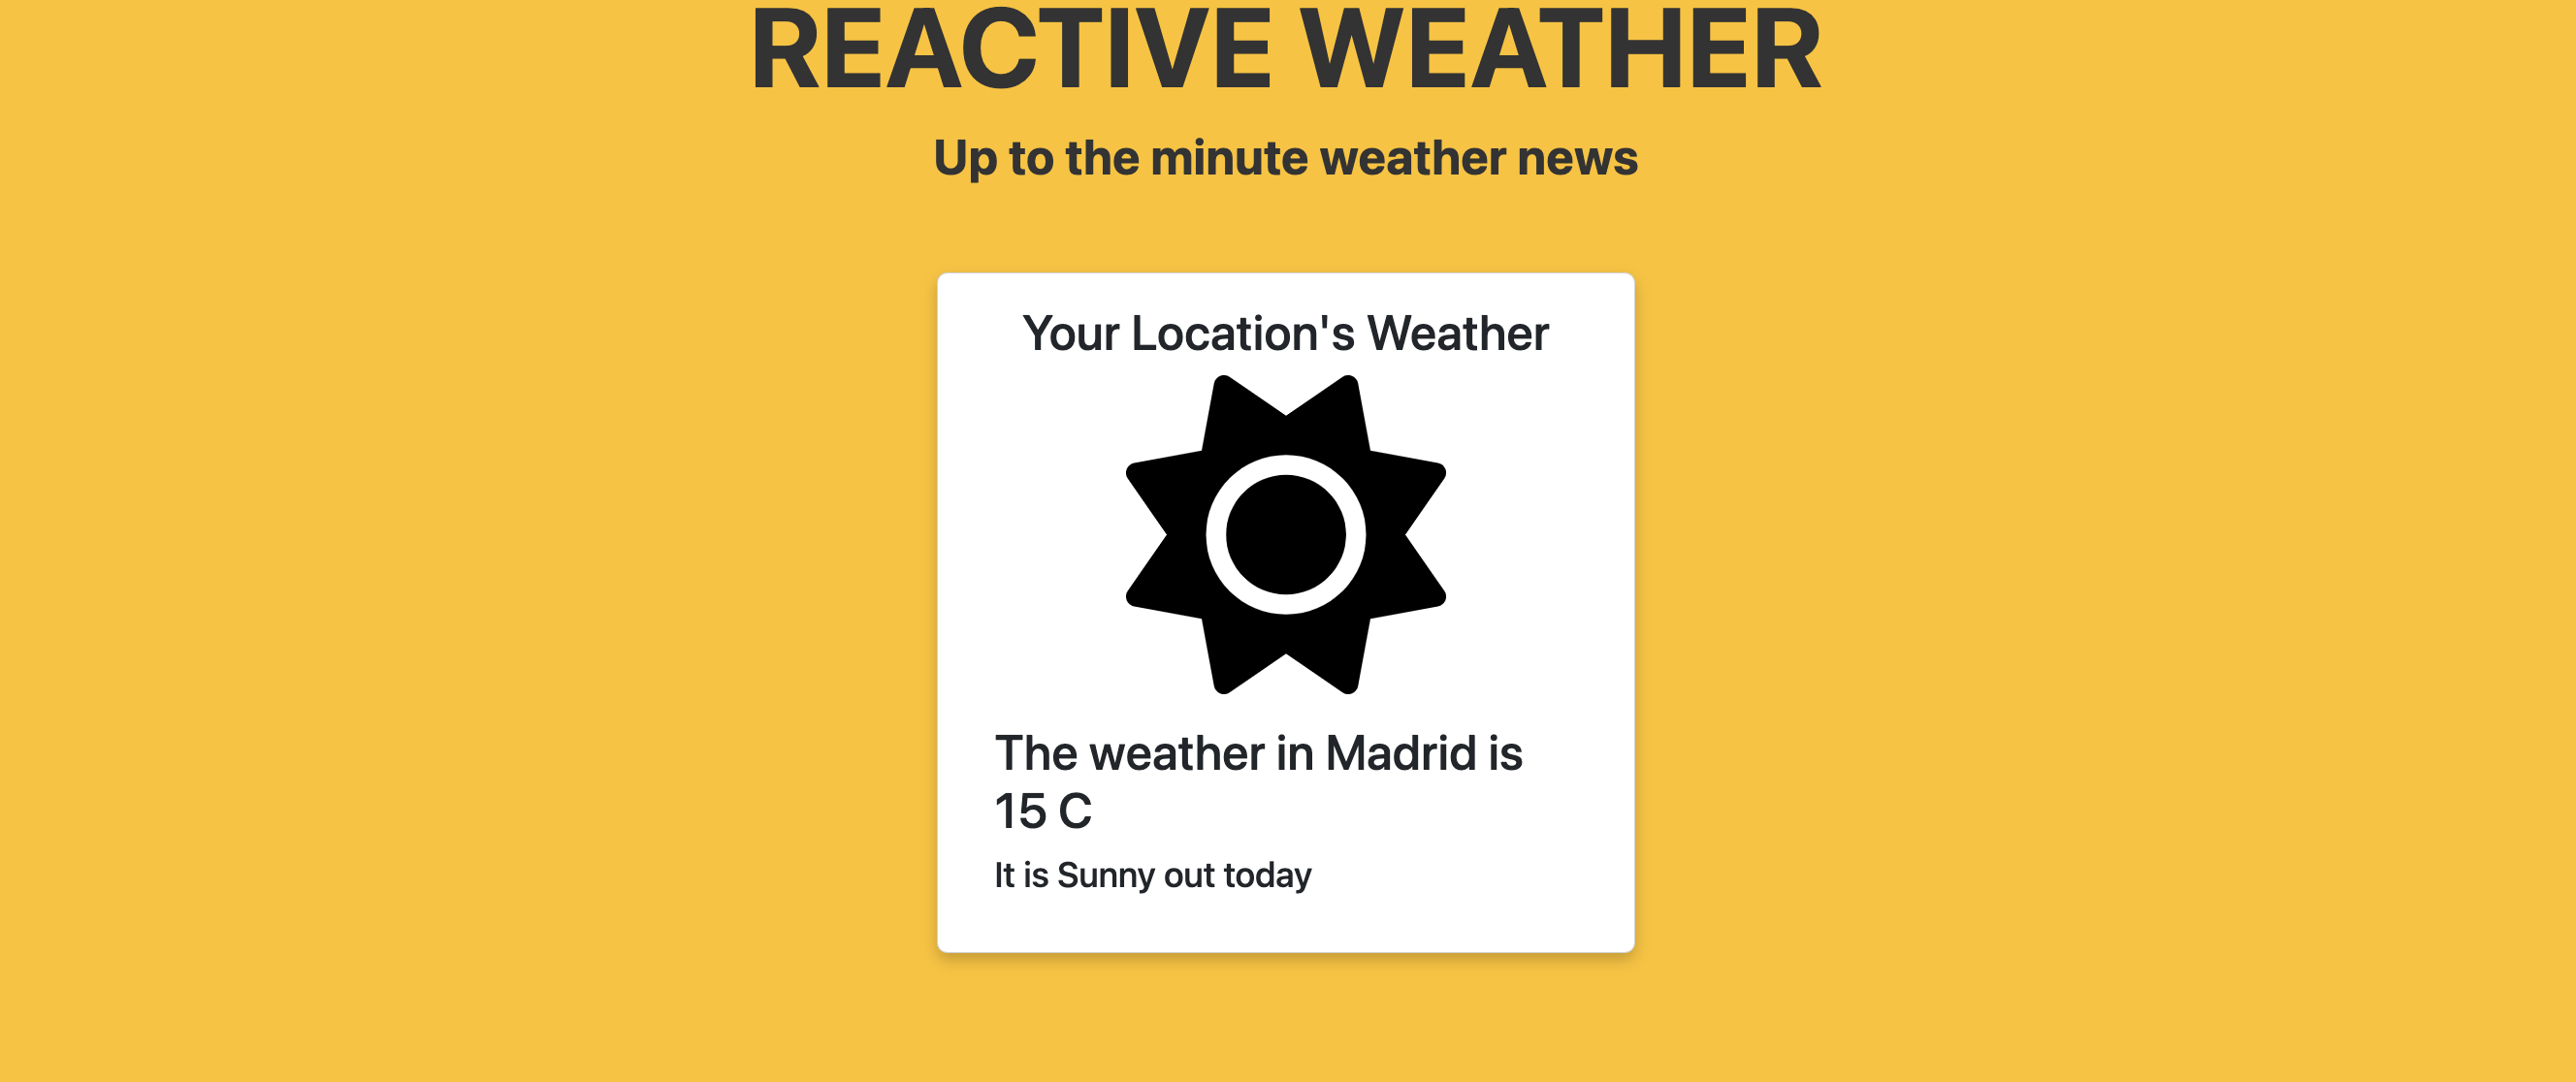 REACTIVE WEATHER
Up to the minute weather news
Your Location's Weather
The weather in Madrid is
15 C
It is Sunny out today